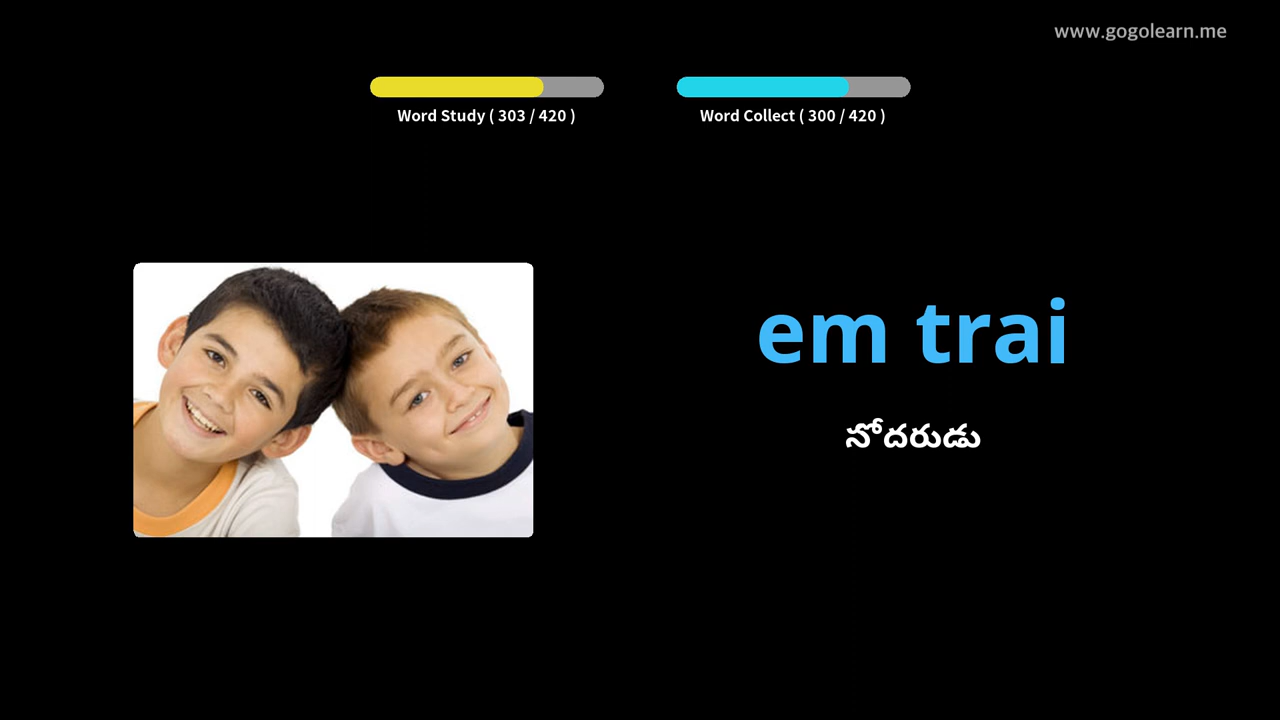 www.gogolearn.me
Word Study ( 303 / 420 )
Word Collect ( 300 / 420 )
em trai
నోదరుడు